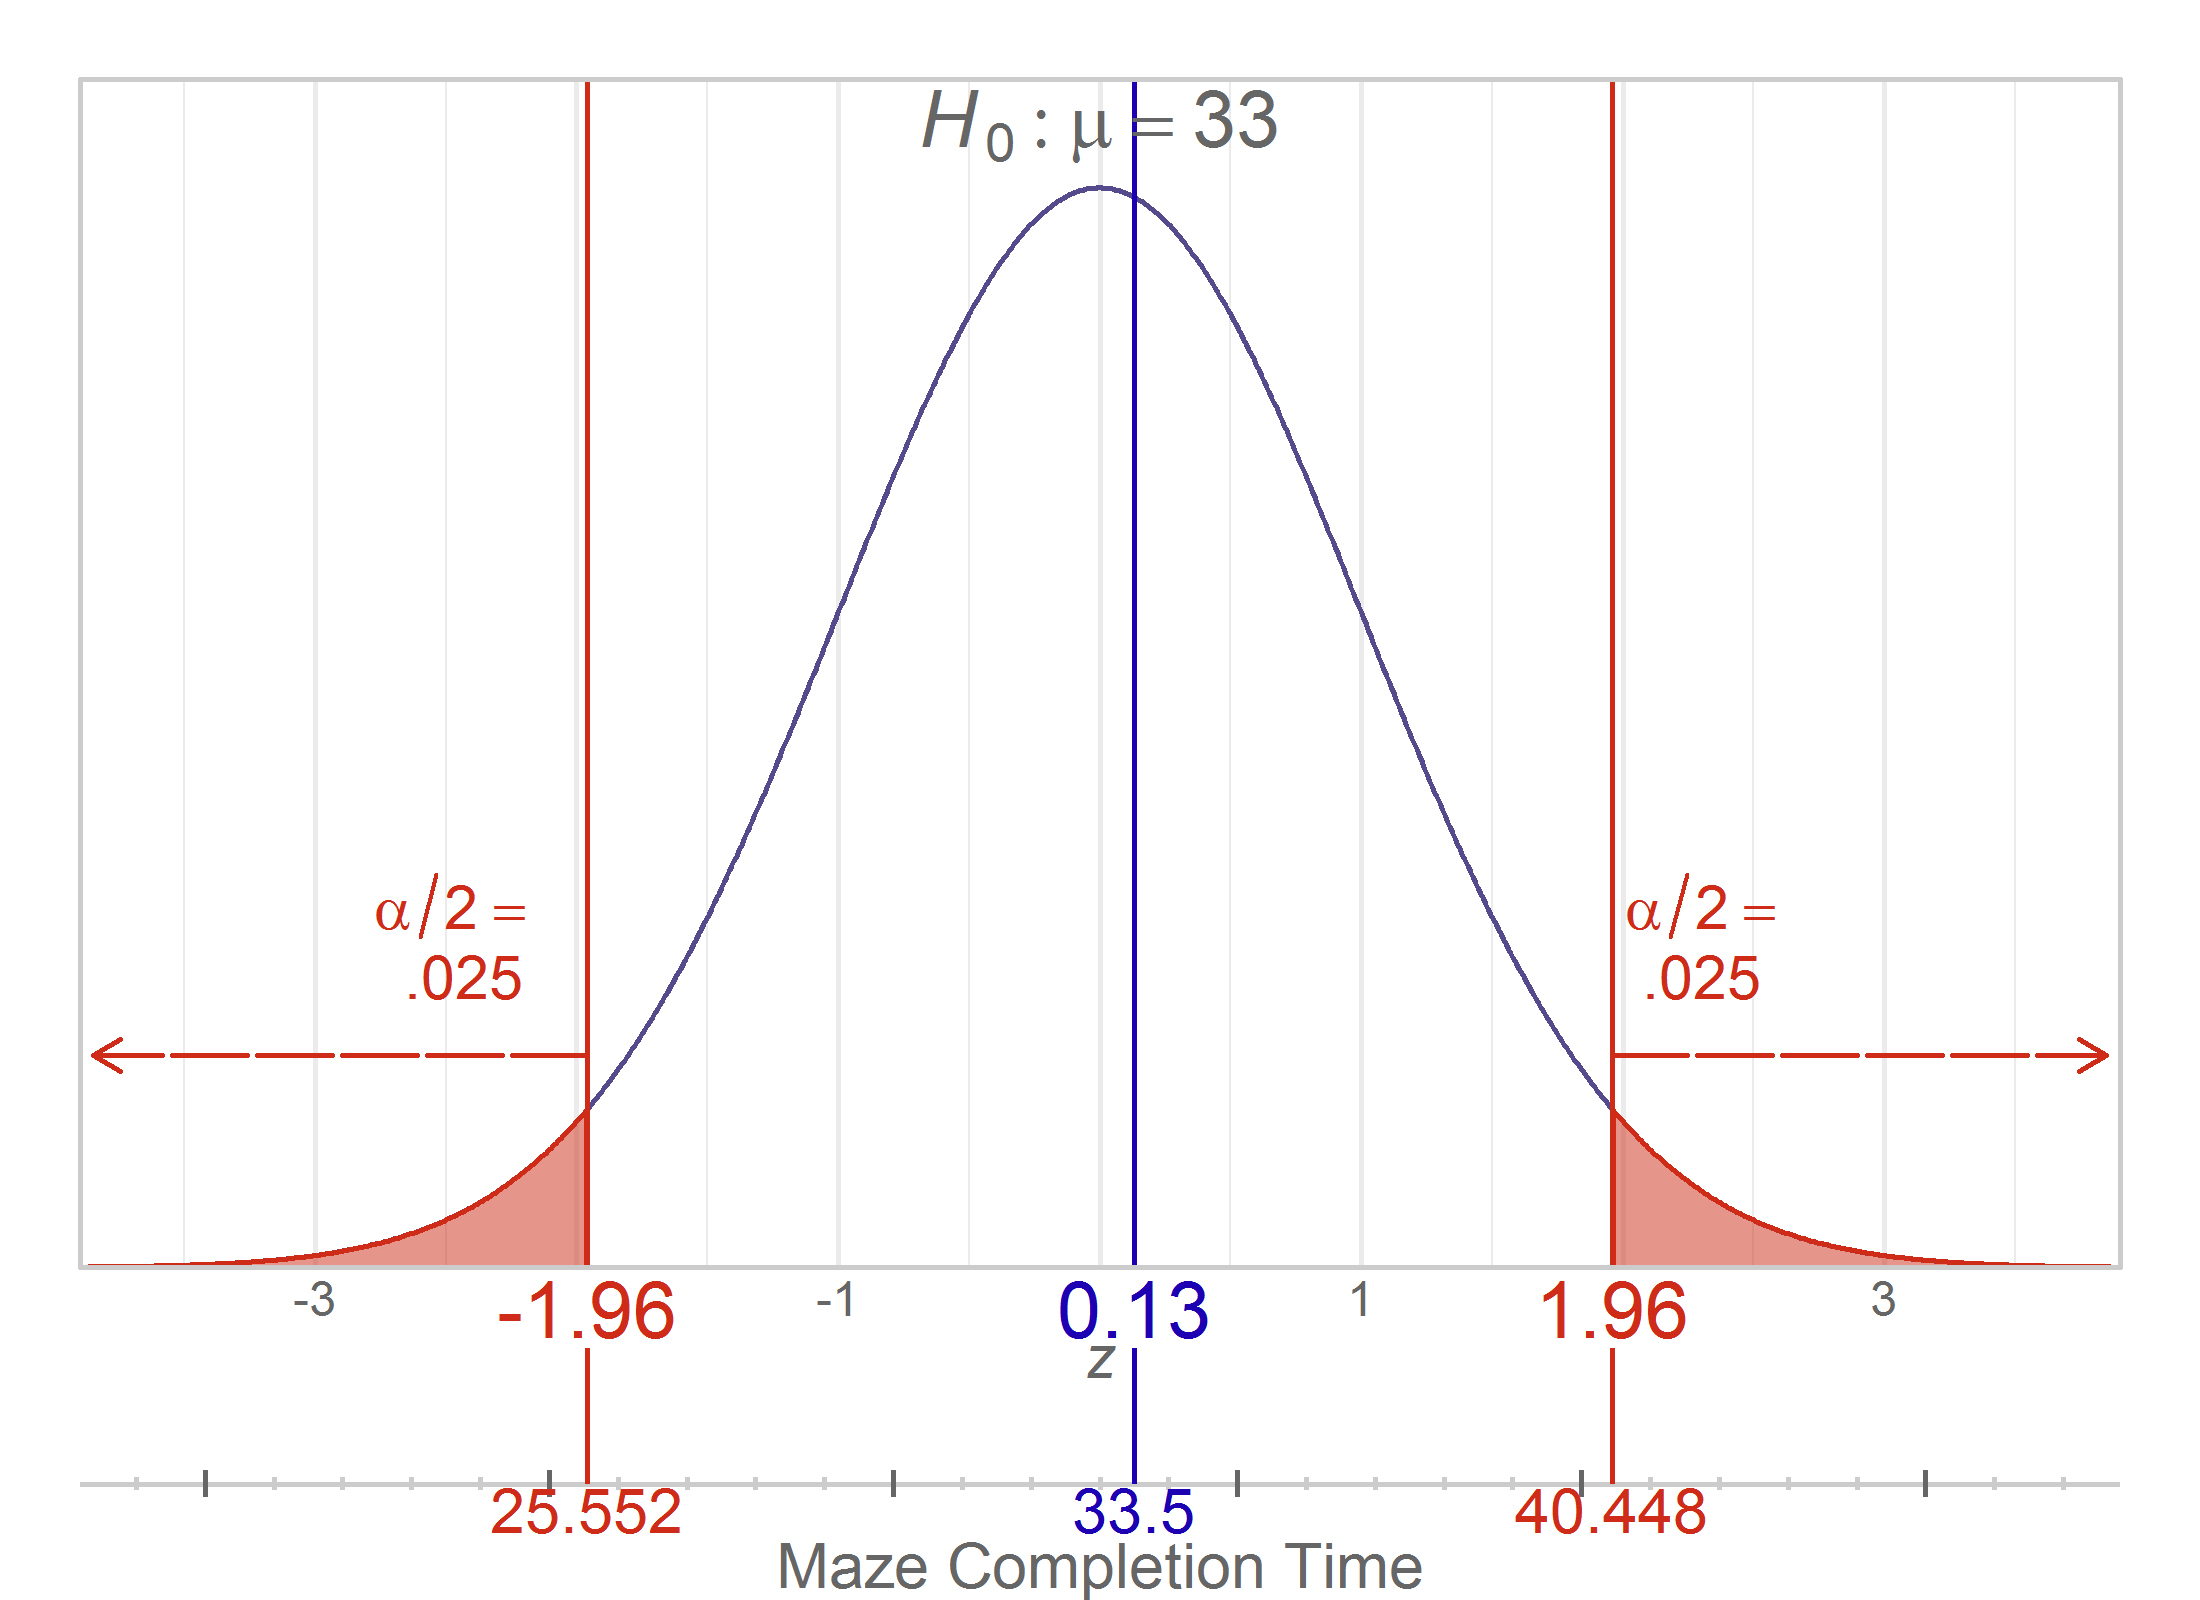 H0 : μ = 33
α/2 =
.025
α/2 =
.025
-3 -1.96 -1 0.13 1 1.96 3
z
25.552 33.5 40.448
Maze Completion Time